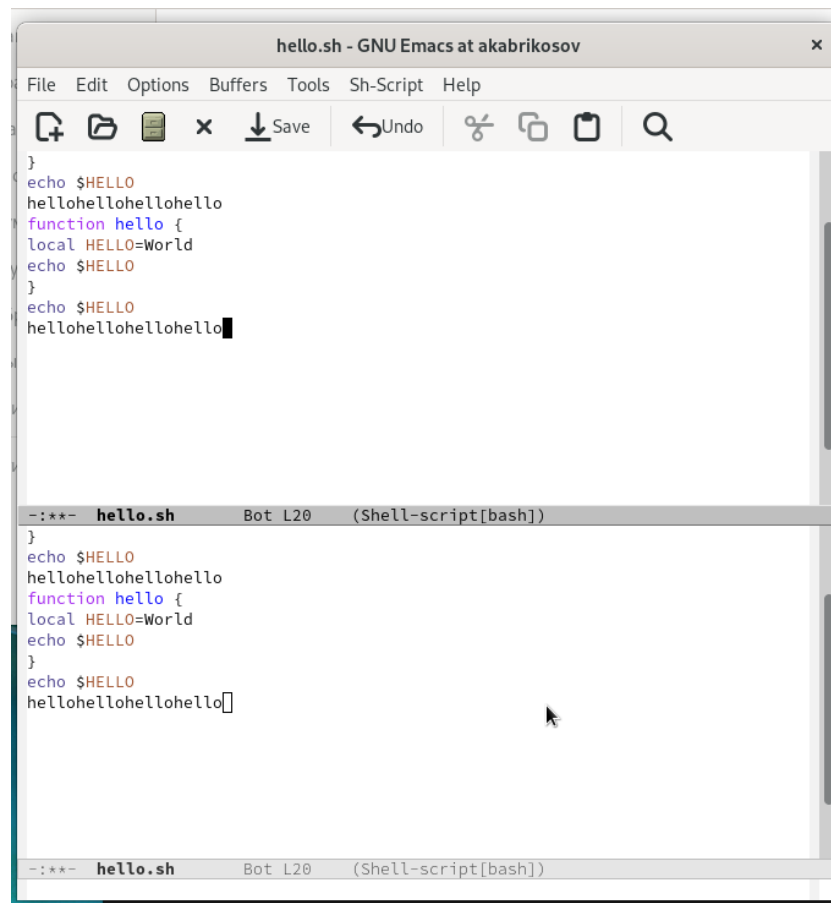 hello.sh - GNU Emacs at akabrikosov ×
File Edit Options Buffers Tools Sh-Script Help
Save Undo
}
echo $HELLO
hellohellohellohello
function hello {
local HELLO=World
echo $HELLO
}
echo $HELLO
hellohellohellohello
-:**- hello.sh Bot L20 (Shell-script[bash])
}
echo $HELLO
hellohellohellohello
function hello {
local HELLO=World
echo $HELLO
}
echo $HELLO
hellohellohellohello
-:**- hello.sh Bot L20 (Shell-script[bash])